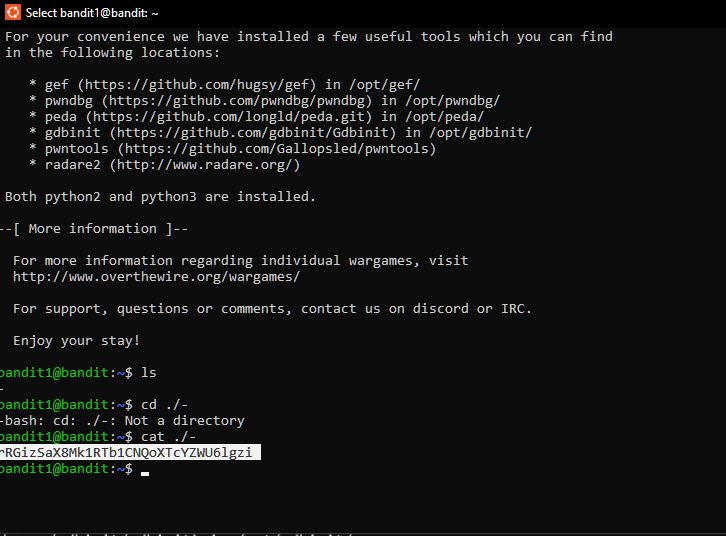 Select bandit1@bandit: ~
For your convenience we have installed a few useful tools which you can find
in the following locations:
* gef (https://github.com/hugsy/gef) in /opt/gef/
* pwndbg (https://github.com/pwndbg/pwndbg) in /opt/pwndbg/
* peda (https://github.com/longld/peda.git) in /opt/peda/
* gdbinit (https://github.com/gdbinit/Gdbinit) in /opt/gdbinit/
* pwntools (https://github.com/Gallopsled/pwntools)
* radare2 (http://www.radare.org/)
Both python2 and python3 are installed.
--[ More information ]--
For more information regarding individual wargames, visit
http://www.overthewire.org/wargames/
For support, questions or comments, contact us on discord or IRC.
Enjoy your stay!
bandit1@bandit:~$ ls
-
bandit1@bandit:~$ cd ./-
-bash: cd: ./-: Not a directory
bandit1@bandit:~$ cat ./-
rRGizSaX8Mk1RTb1CNQoXTcYZWU6lgzi
bandit1@bandit:~$